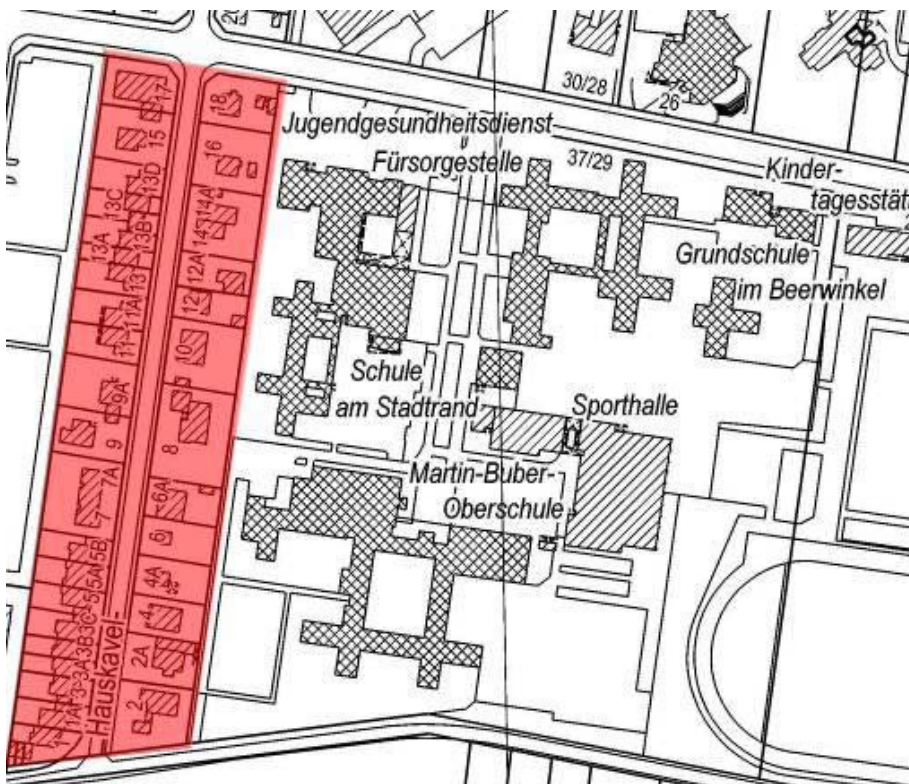 30/28
26
Jugendgesundheitsdienst
37/29
Fürsorgestelle
Kinder-
tagesstät
Grundschule
im Beerwinkel
Schule
am Stadtrand
Sporthalle
Martin-Buber-
Oberschule
17
18
15
16
13D
13C
14A
13B
13A
14
12A
13
12
11A
11
10
9A
9
8
7A
7
6A
6
5B
5A
5
4A
4
3C
3B
3A
3
2A
2
1A
1
Häuskavel-